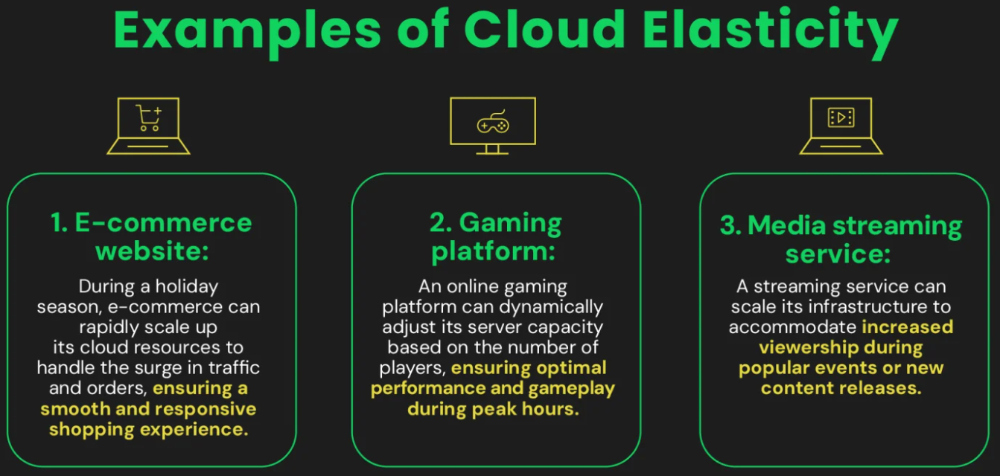 Examples of Cloud Elasticity
1. E-commerce
website:
During a holiday
season, e-commerce can
rapidly scale up
its cloud resources to
handle the surge in traffic
and orders, ensuring a
smooth and responsive
shopping experience.
2. Gaming
platform:
An online gaming
platform can dynamically
adjust its server capacity
based on the number of
players, ensuring optimal
performance and gameplay
during peak hours.
3. Media streaming
service:
A streaming service can
scale its infrastructure to
accommodate increased
viewership during
popular events or new
content releases.